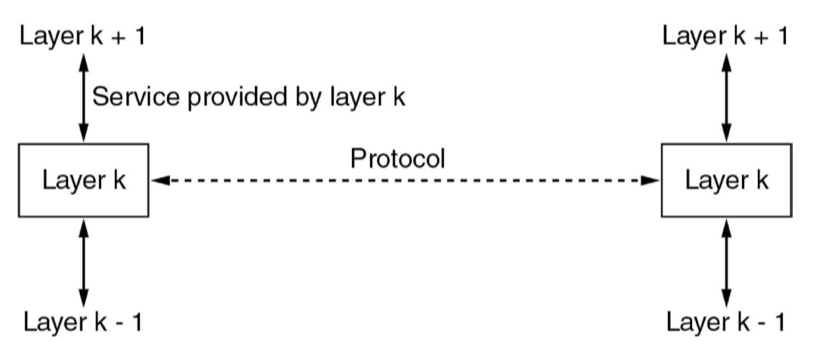 Layer k + 1
Layer k + 1
Service provided by layer k
Protocol
Layer k
Layer k
Layer k - 1
Layer k - 1